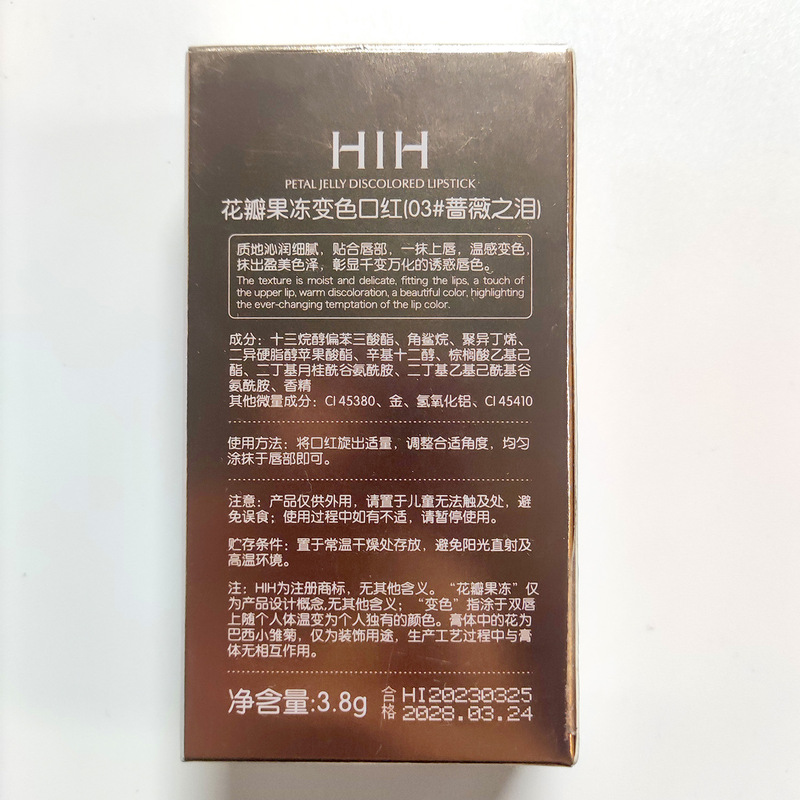 HIH
PETAL JELLY DISCOLORED LIPSTICK
花瓣果冻变色口红(03#蔷薇之泪)
质地沁润细腻，贴合唇部，一抹上唇，温感变色，
抹出盈美色泽，彰显千变万化的诱惑唇色。
The texture is moist and delicate, fitting the lips, a touch of
the upper lip, warm discoloration, a beautiful color, highlighting
the ever-changing temptation of the lip color.
成分：十三烷醇偏苯三酸酯、角鲨烷、聚异丁烯、
二异硬脂醇苹果酸酯、辛基十二醇、棕榈酸乙基己
酯、二丁基月桂酰谷氨酰胺、二丁基乙基己酰基谷
氨酰胺、香精
其他微量成分：CI 45380、金、氢氧化铝、CI 45410
使用方法：将口红旋出适量，调整合适角度，均匀
涂抹于唇部即可。
注意：产品仅供外用，请置于儿童无法触及处，避
免误食；使用过程中如有不适，请暂停使用。
贮存条件：置于常温干燥处存放，避免阳光直射及
高温环境。
注：HIH为注册商标，无其他含义。“花瓣果冻”仅
为产品设计概念,无其他含义；“变色”指涂于双唇
上随个人体温变为个人独有的颜色。膏体中的花为
巴西小雏菊，仅为装饰用途，生产工艺过程中与膏
体无相互作用。
净含量:3.8g
合格
HI20230325
2028.03.24